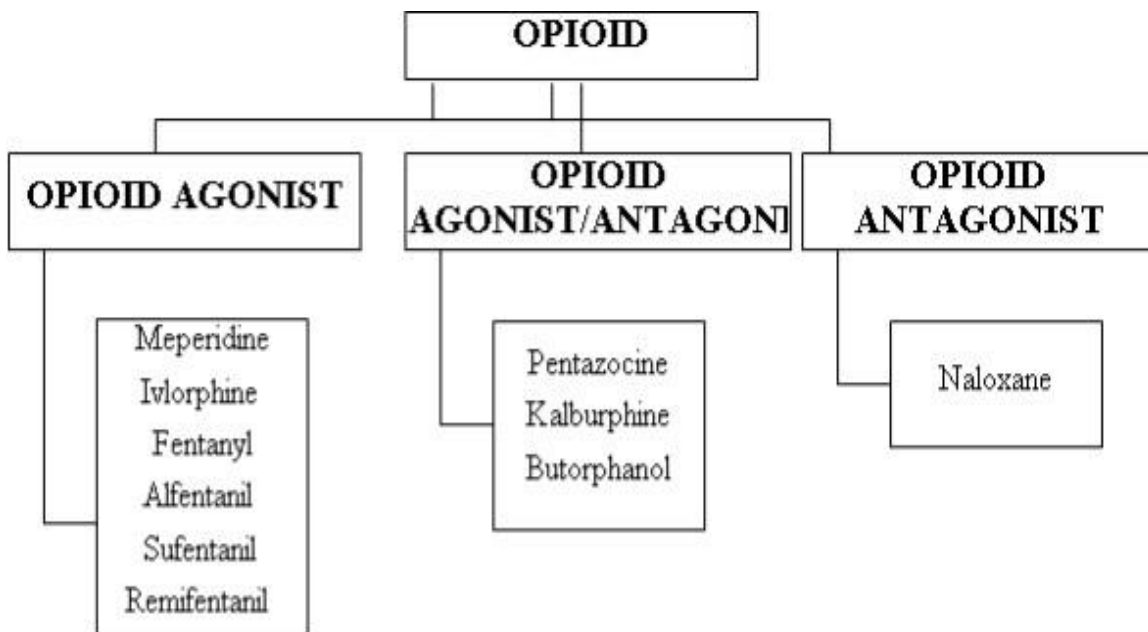 OPIOID
OPIOID AGONIST
OPIOID
AGONIST/ANTAGONI
OPIOID
ANTAGONIST
Meperidine
Ivlorphine
Fentanyl
Alfentanil
Sufentanil
Remifentanil
Pentazocine
Kalburphine
Butorphanol
Naloxane